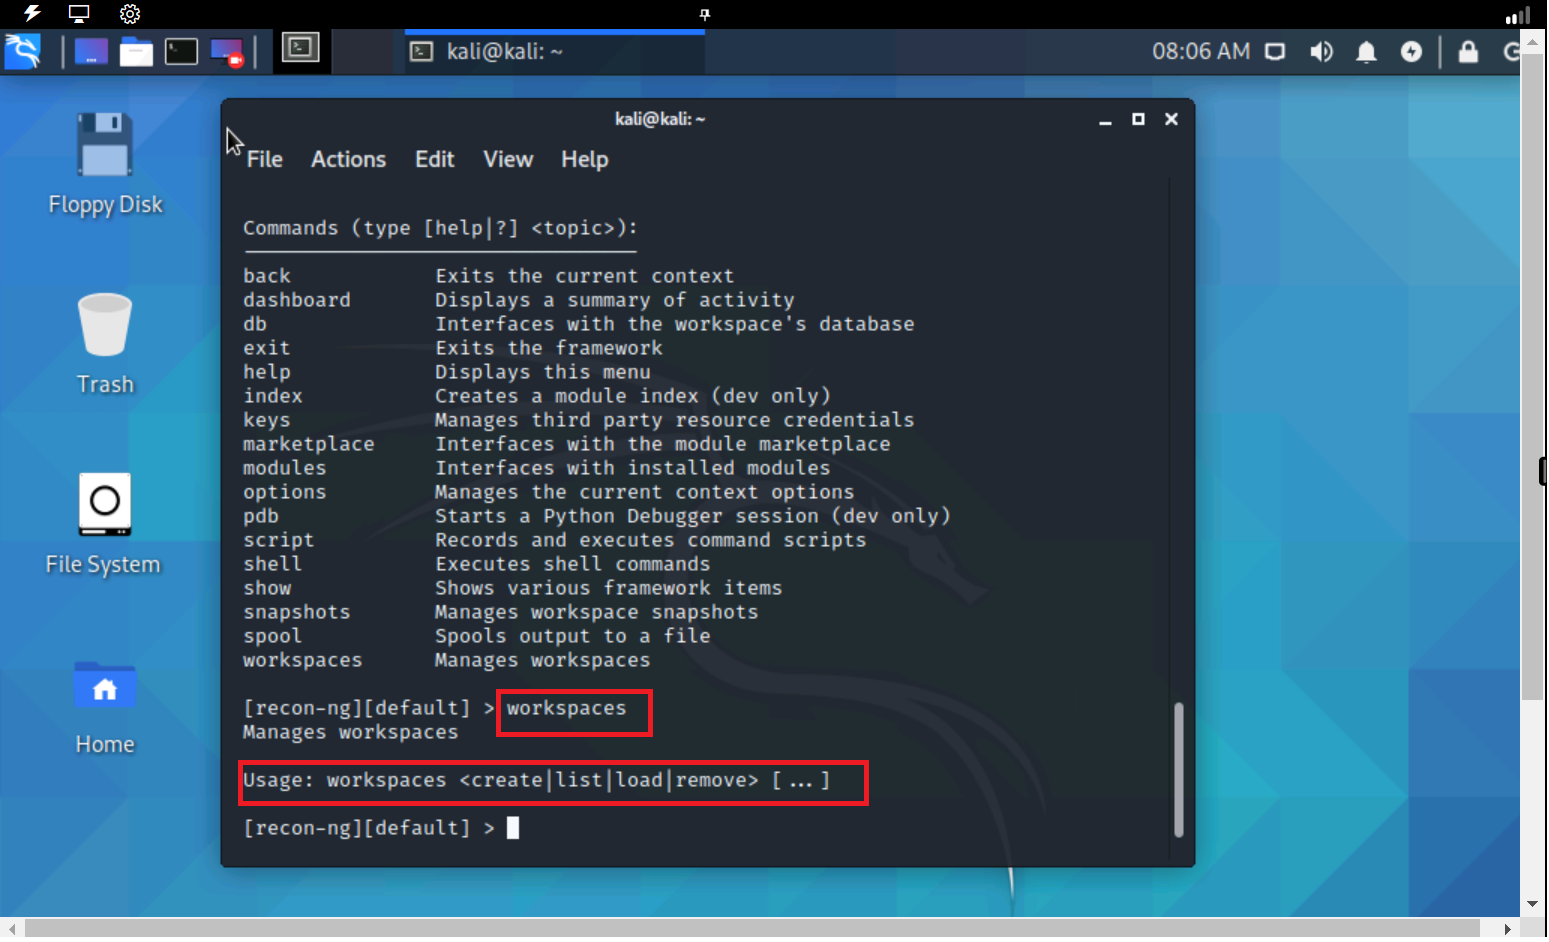 kali@kali: ~
08:06 AM
Floppy Disk
Trash
File System
Home
kali@kali: ~
File Actions Edit View Help
Commands (type [help|?] <topic>):
back Exits the current context
dashboard Displays a summary of activity
db Interfaces with the workspace's database
exit Exits the framework
help Displays this menu
index Creates a module index (dev only)
keys Manages third party resource credentials
marketplace Interfaces with the module marketplace
modules Interfaces with installed modules
options Manages the current context options
pdb Starts a Python Debugger session (dev only)
script Records and executes command scripts
shell Executes shell commands
show Shows various framework items
snapshots Manages workspace snapshots
spool Spools output to a file
workspaces Manages workspaces
[recon-ng][default] > workspaces
Manages workspaces
Usage: workspaces <create|list|load|remove> [...]
[recon-ng][default] >